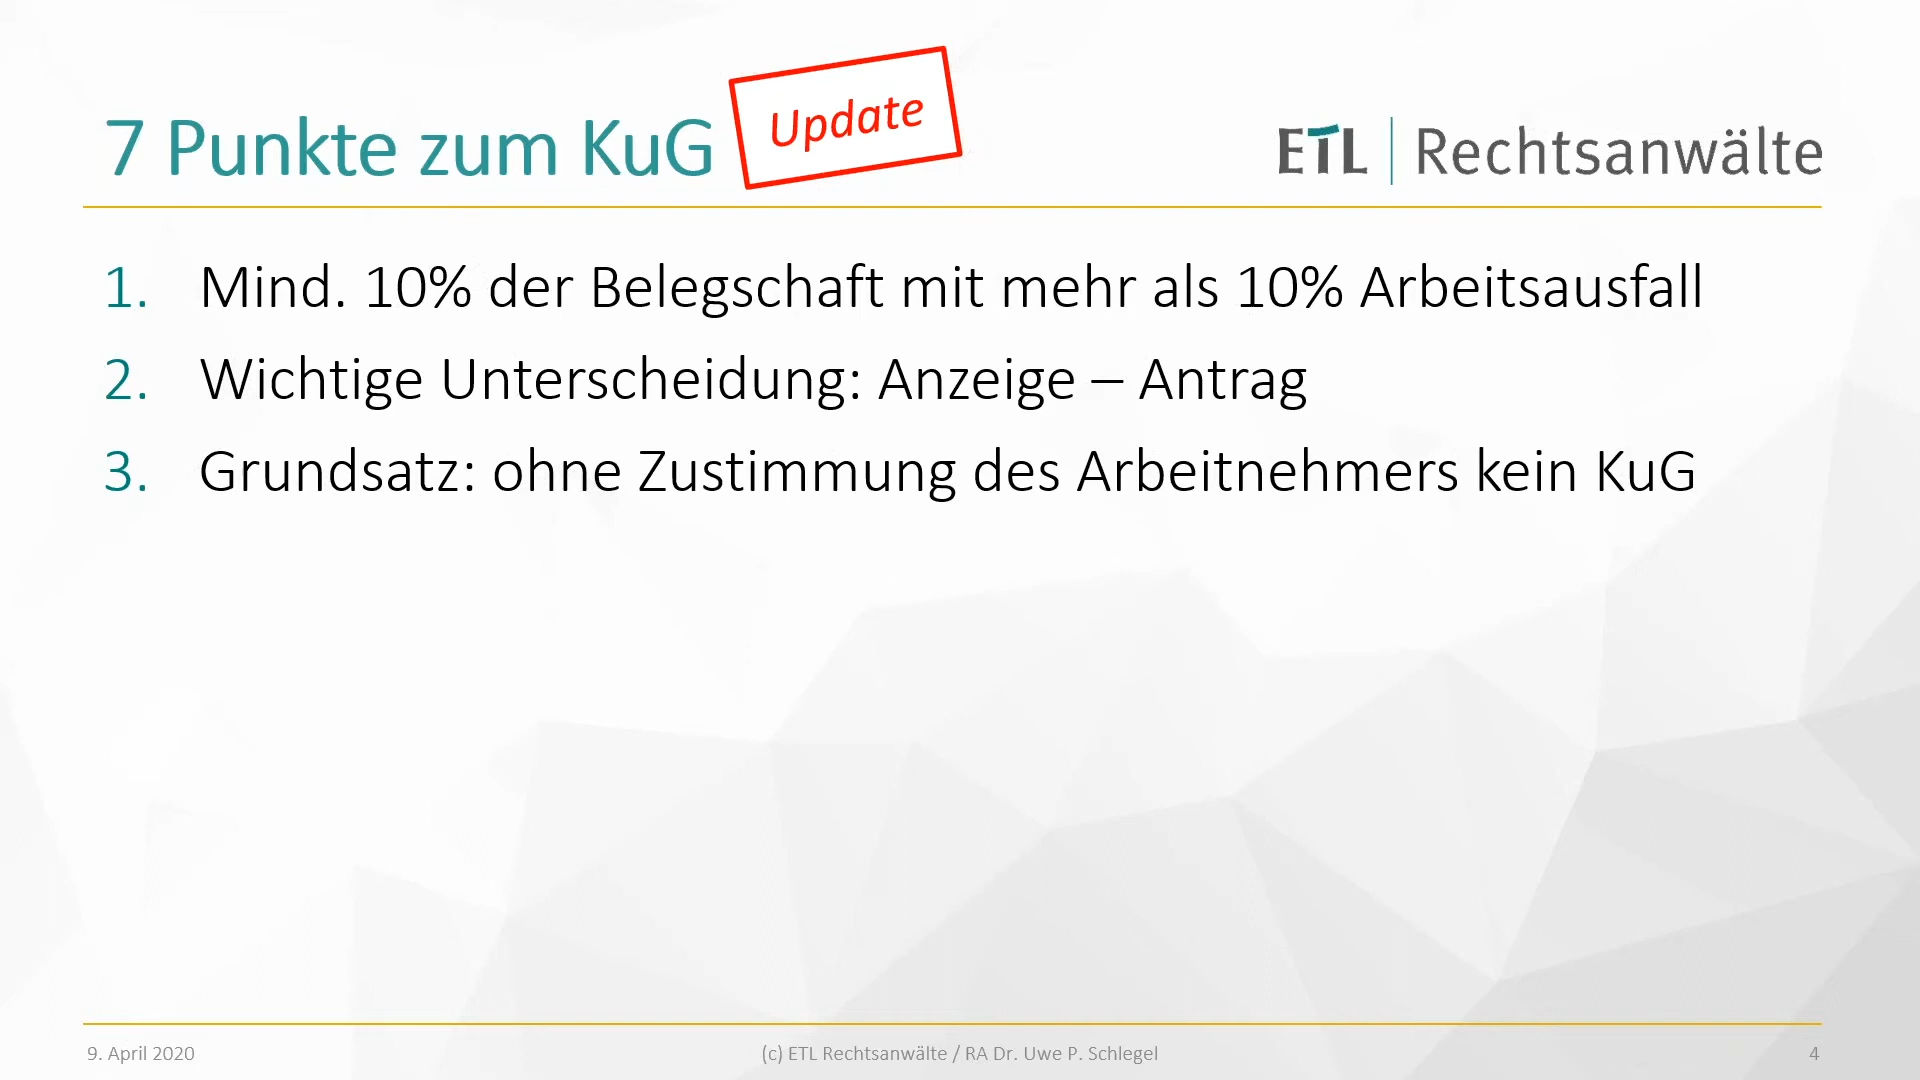 7 Punkte zum KuG
Update
ETL | Rechtsanwälte
1. Mind. 10% der Belegschaft mit mehr als 10% Arbeitsausfall
2. Wichtige Unterscheidung: Anzeige – Antrag
3. Grundsatz: ohne Zustimmung des Arbeitnehmers kein KuG
9. April 2020
(c) ETL Rechtsanwälte / RA Dr. Uwe P. Schlegel
4